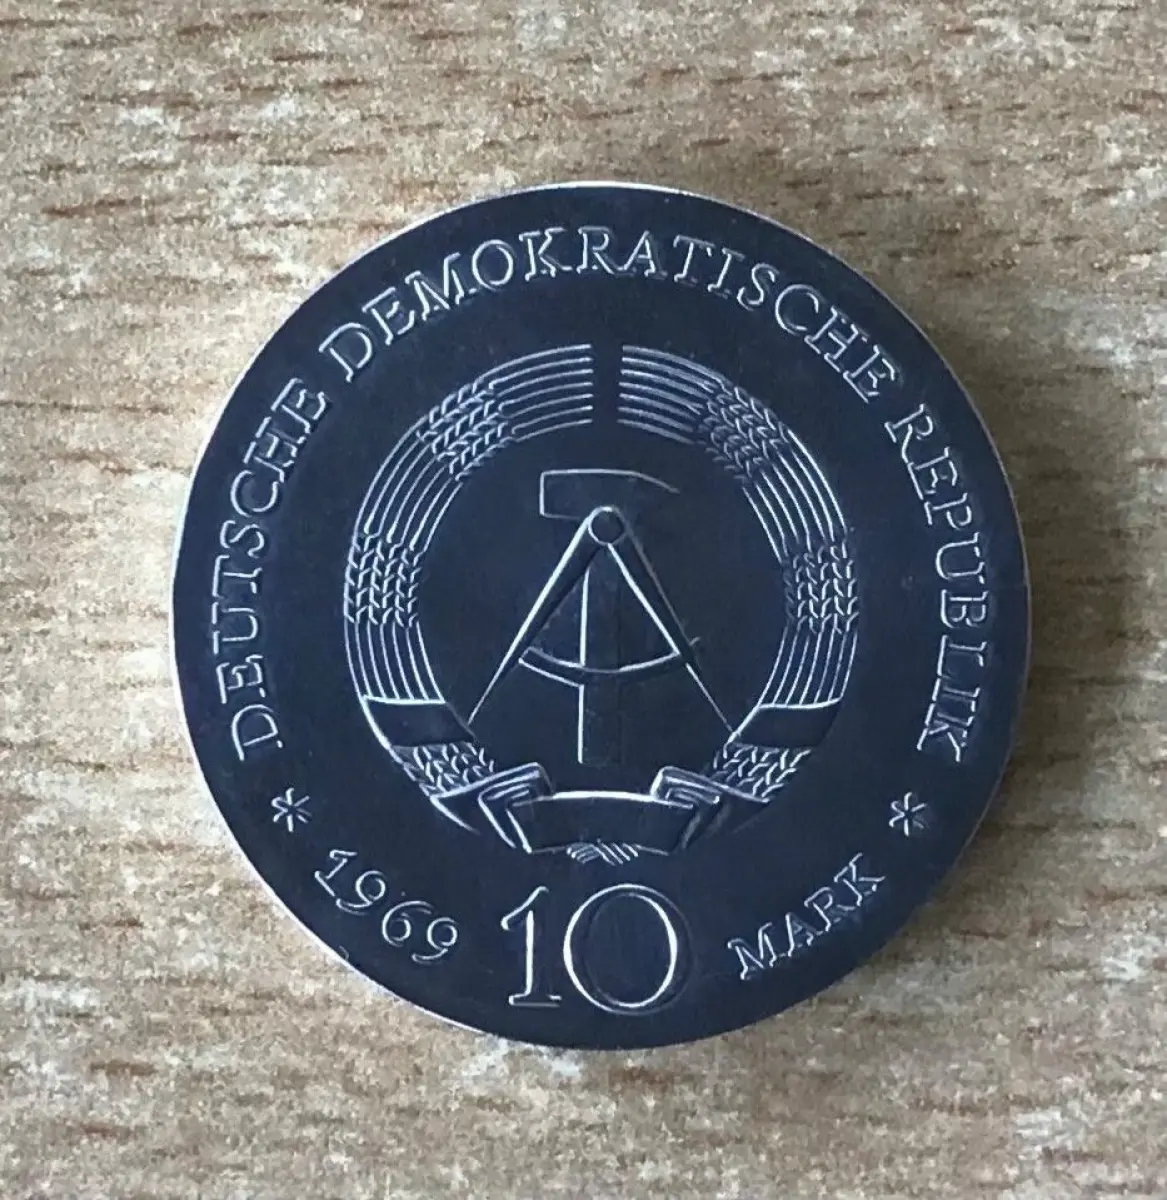 DEUTSCHE DEMOKRATISCHE REPUBLIK
* 1969 10 MARK *